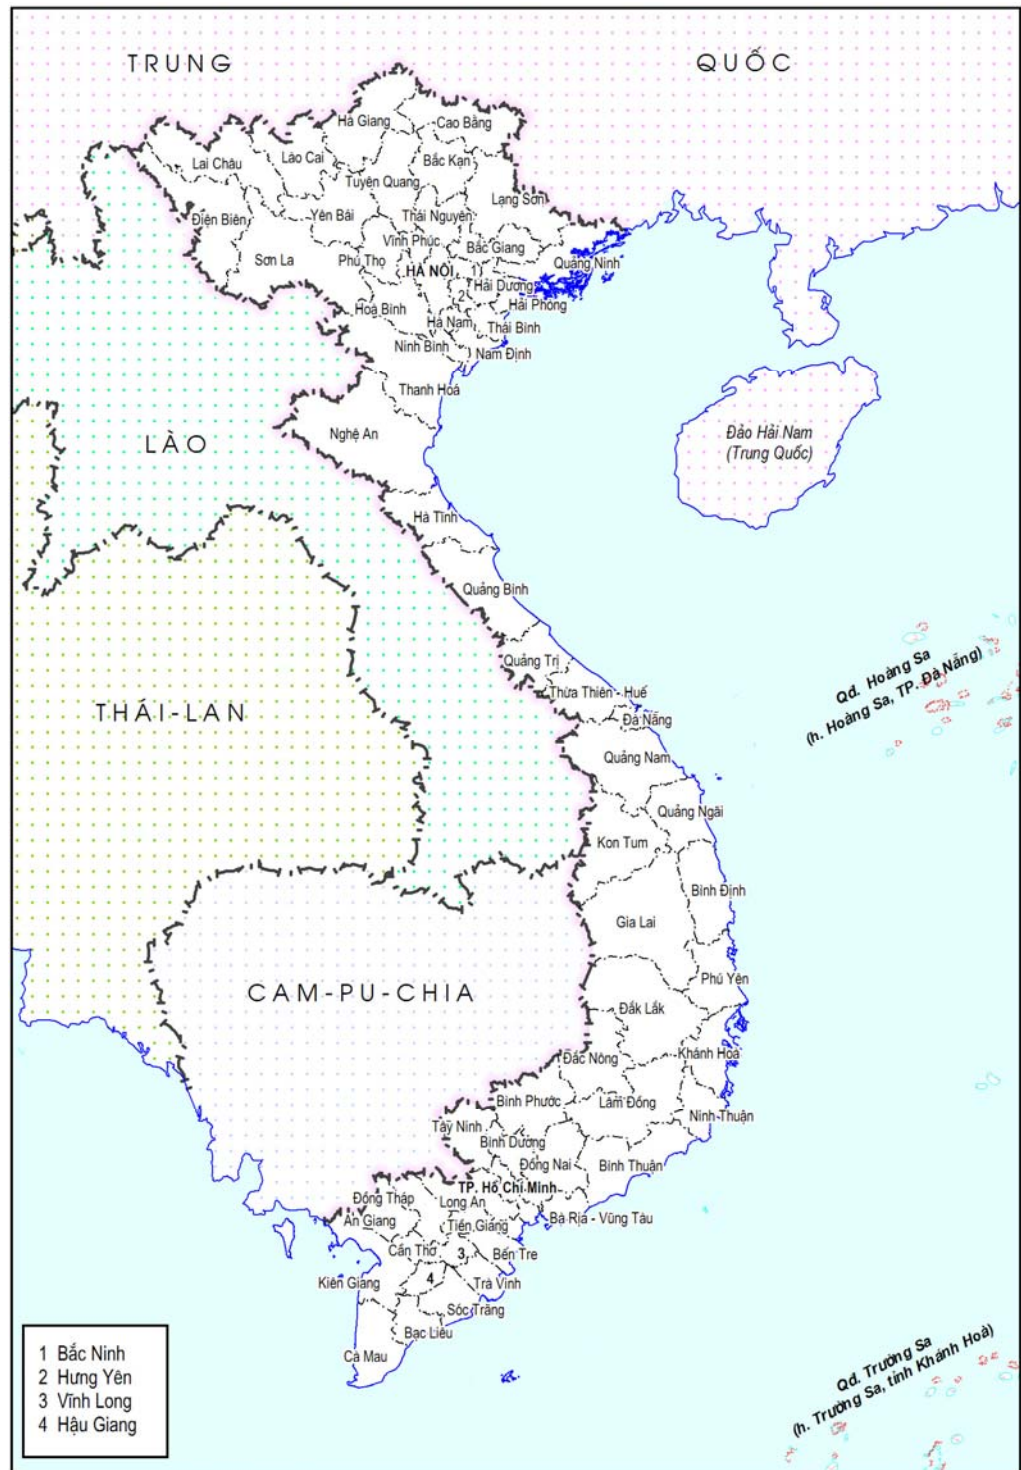 TRUNG QUỐC
Hà Giang
Cao Bằng
Lai Châu
Lào Cai
Bắc Kạn
Tuyên Quang
Lạng Sơn
Điện Biên
Yên Bái
Thái Nguyên
Vĩnh Phúc
Bắc Giang
Sơn La
Phú Thọ
HÀ NỘI
1
Quảng Ninh
Hải Dương
2
Hải Phòng
Hoà Bình
Hà Nam
Thái Bình
Ninh Bình
Nam Định
Thanh Hoá
Nghệ An
LÀO
Đảo Hải Nam
(Trung Quốc)
Hà Tĩnh
Quảng Bình
Quảng Trị
Thừa Thiên - Huế
Qđ. Hoàng Sa
(h. Hoàng Sa, TP. Đà Nẵng)
THÁI-LAN
Đà Nẵng
Quảng Nam
Quảng Ngãi
Kon Tum
Bình Định
Gia Lai
Phú Yên
CAM-PU-CHIA
Đắk Lắk
Đắc Nông
Khánh Hoà
Bình Phước
Lâm Đồng
Ninh Thuận
Tây Ninh
Bình Dương
Đồng Nai
Bình Thuận
TP. Hồ Chí Minh
Đồng Tháp
Long An
An Giang
Tiền Giang
Bà Rịa - Vũng Tàu
Cần Thơ
3
Bến Tre
Kiên Giang
4
Trà Vinh
Sóc Trăng
Bạc Liêu
Cà Mau
Qđ. Trường Sa
(h. Trường Sa, tỉnh Khánh Hoà)
1 Bắc Ninh
2 Hưng Yên
3 Vĩnh Long
4 Hậu Giang